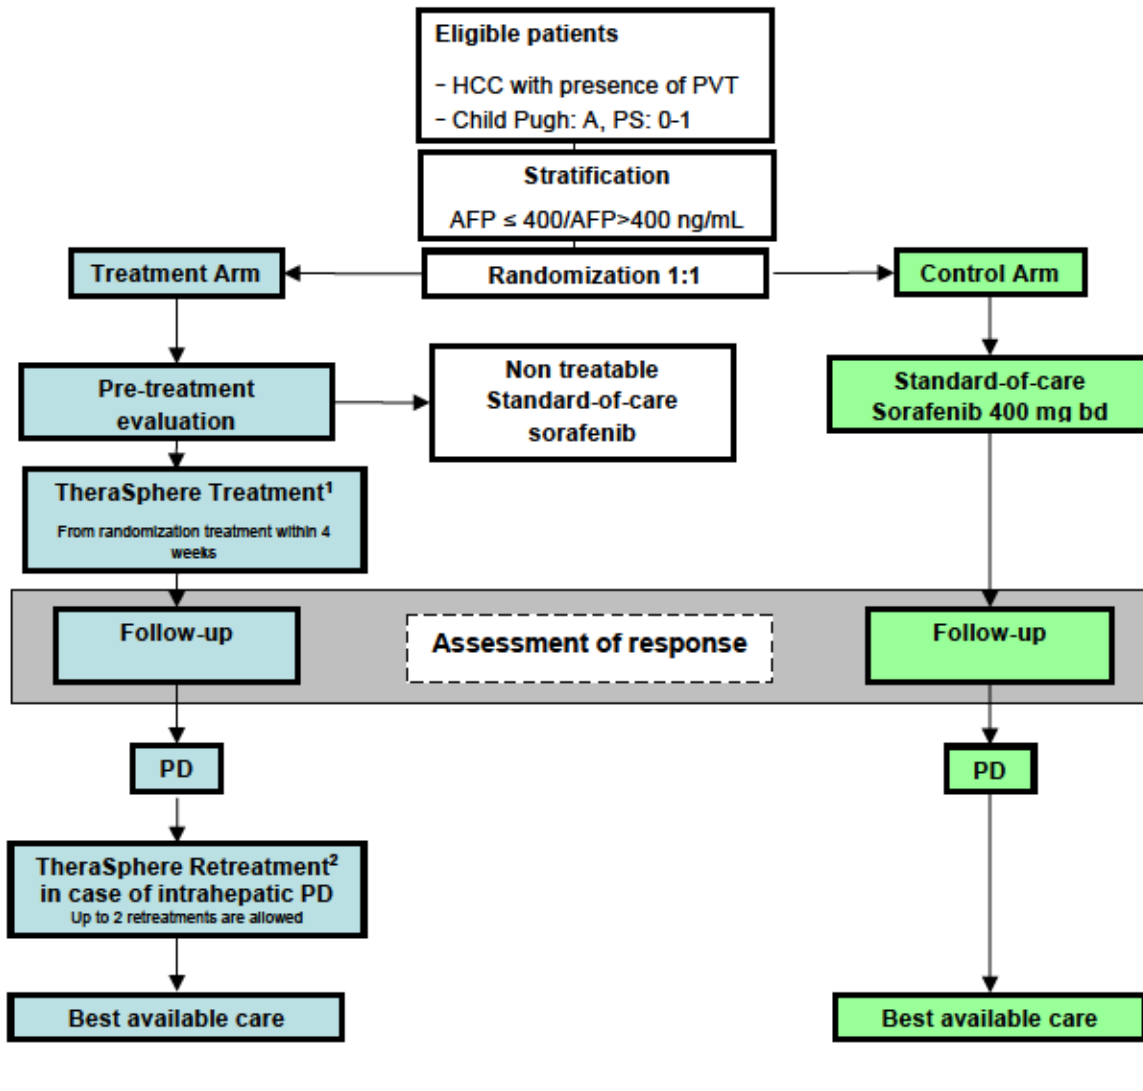 Eligible patients
− HCC with presence of PVT
− Child Pugh: A, PS: 0-1
Stratification
AFP ≤ 400/AFP>400 ng/mL
Treatment Arm
Randomization 1:1
Control Arm
Pre-treatment
evaluation
Non treatable
Standard-of-care
sorafenib
Standard-of-care
Sorafenib 400 mg bd
TheraSphere Treatment¹
From randomization treatment within 4
weeks
Follow-up
Assessment of response
Follow-up
PD
PD
TheraSphere Retreatment²
in case of intrahepatic PD
Up to 2 retreatments are allowed
Best available care
Best available care